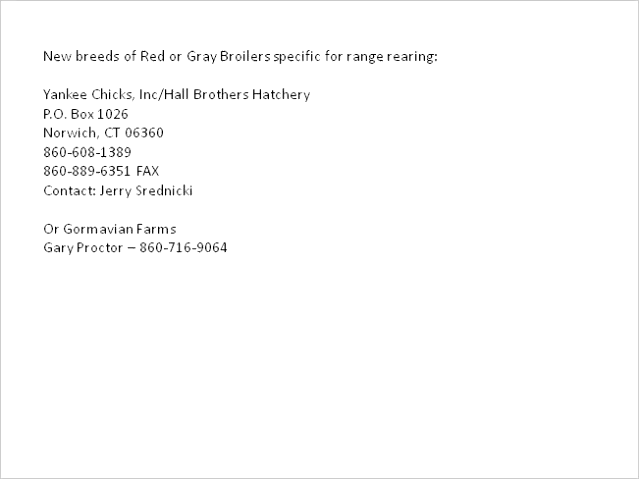 New breeds of Red or Gray Broilers specific for range rearing:
Yankee Chicks, Inc/Hall Brothers Hatchery
P.O. Box 1026
Norwich, CT 06360
860-608-1389
860-889-6351 FAX
Contact: Jerry Srednicki
Or Gormavian Farms
Gary Proctor – 860-716-9064